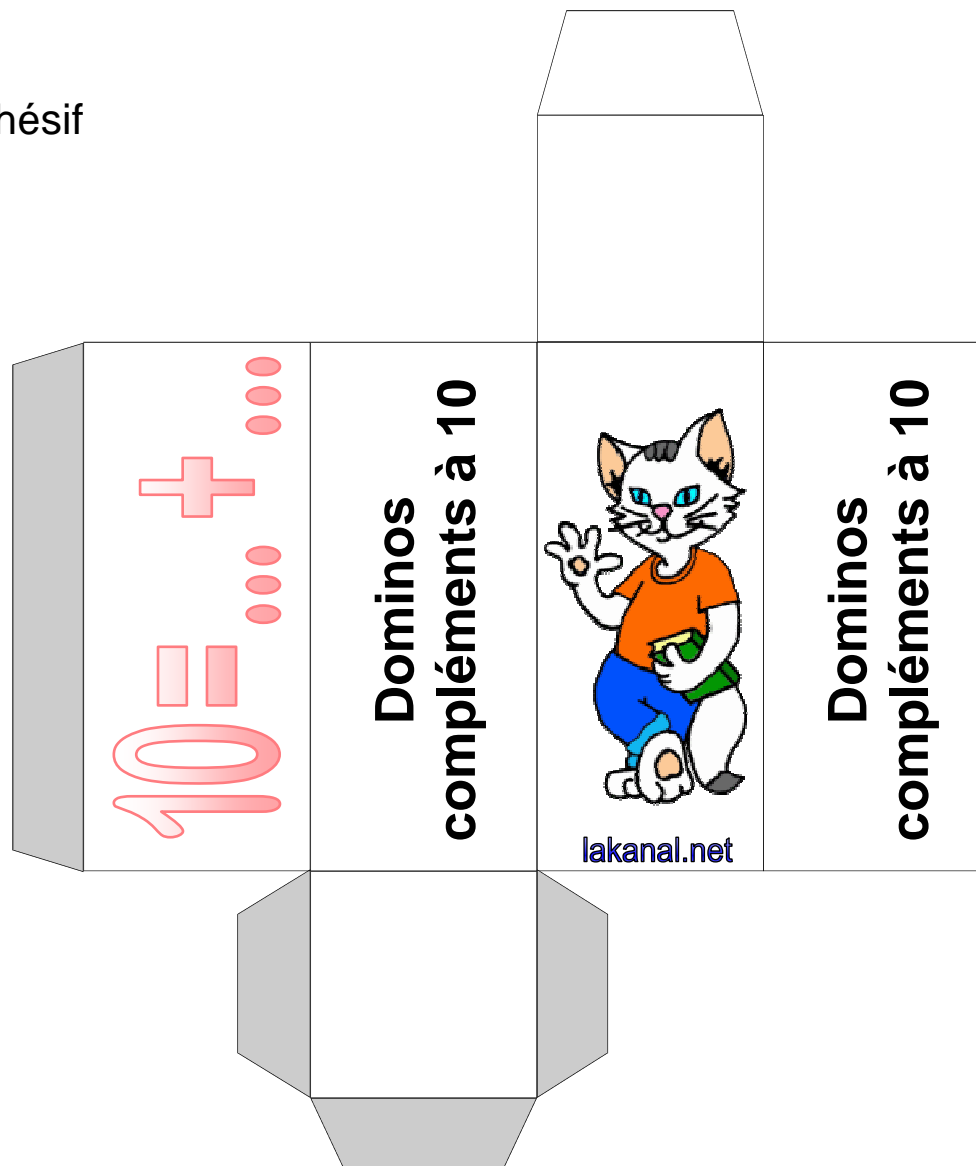 hésif
10=...+...
Dominos
compléments à 10
lakanal.net
Dominos
compléments à 10